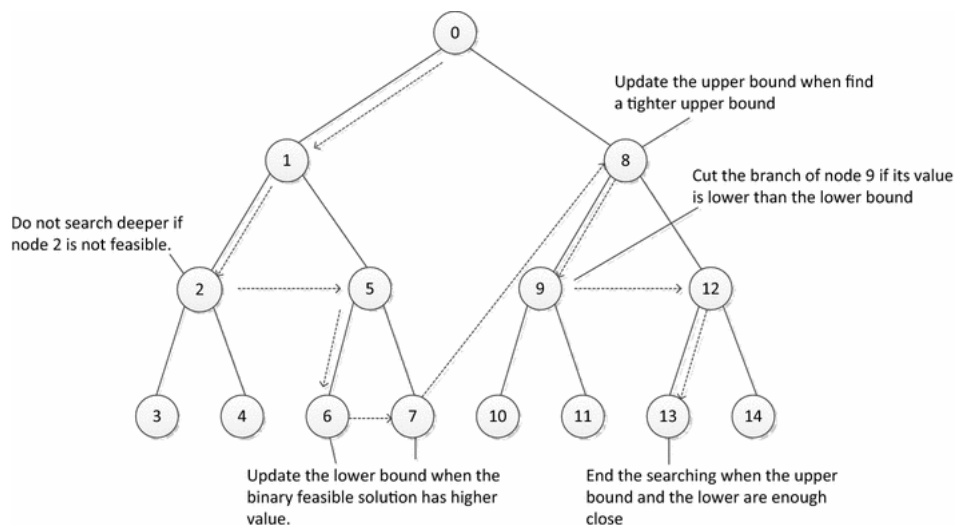 0
Update the upper bound when find
a tighter upper bound
1
8
Cut the branch of node 9 if its value
is lower than the lower bound
Do not search deeper if
node 2 is not feasible.
2
5
9
12
3
4
6
7
10
11
13
14
Update the lower bound when the
binary feasible solution has higher
value.
End the searching when the upper
bound and the lower are enough
close